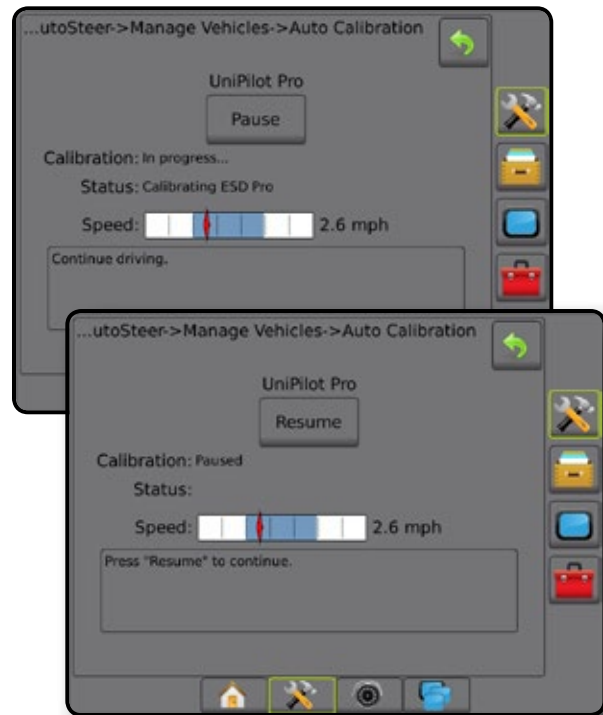 ...utoSteer->Manage Vehicles->Auto Calibration
UniPilot Pro
Pause
Calibration: In progress...
Status: Calibrating ESD Pro
Speed: 2.6 mph
Continue driving.
...utoSteer->Manage Vehicles->Auto Calibration
UniPilot Pro
Resume
Calibration: Paused
Status:
Speed: 2.6 mph
Press "Resume" to continue.